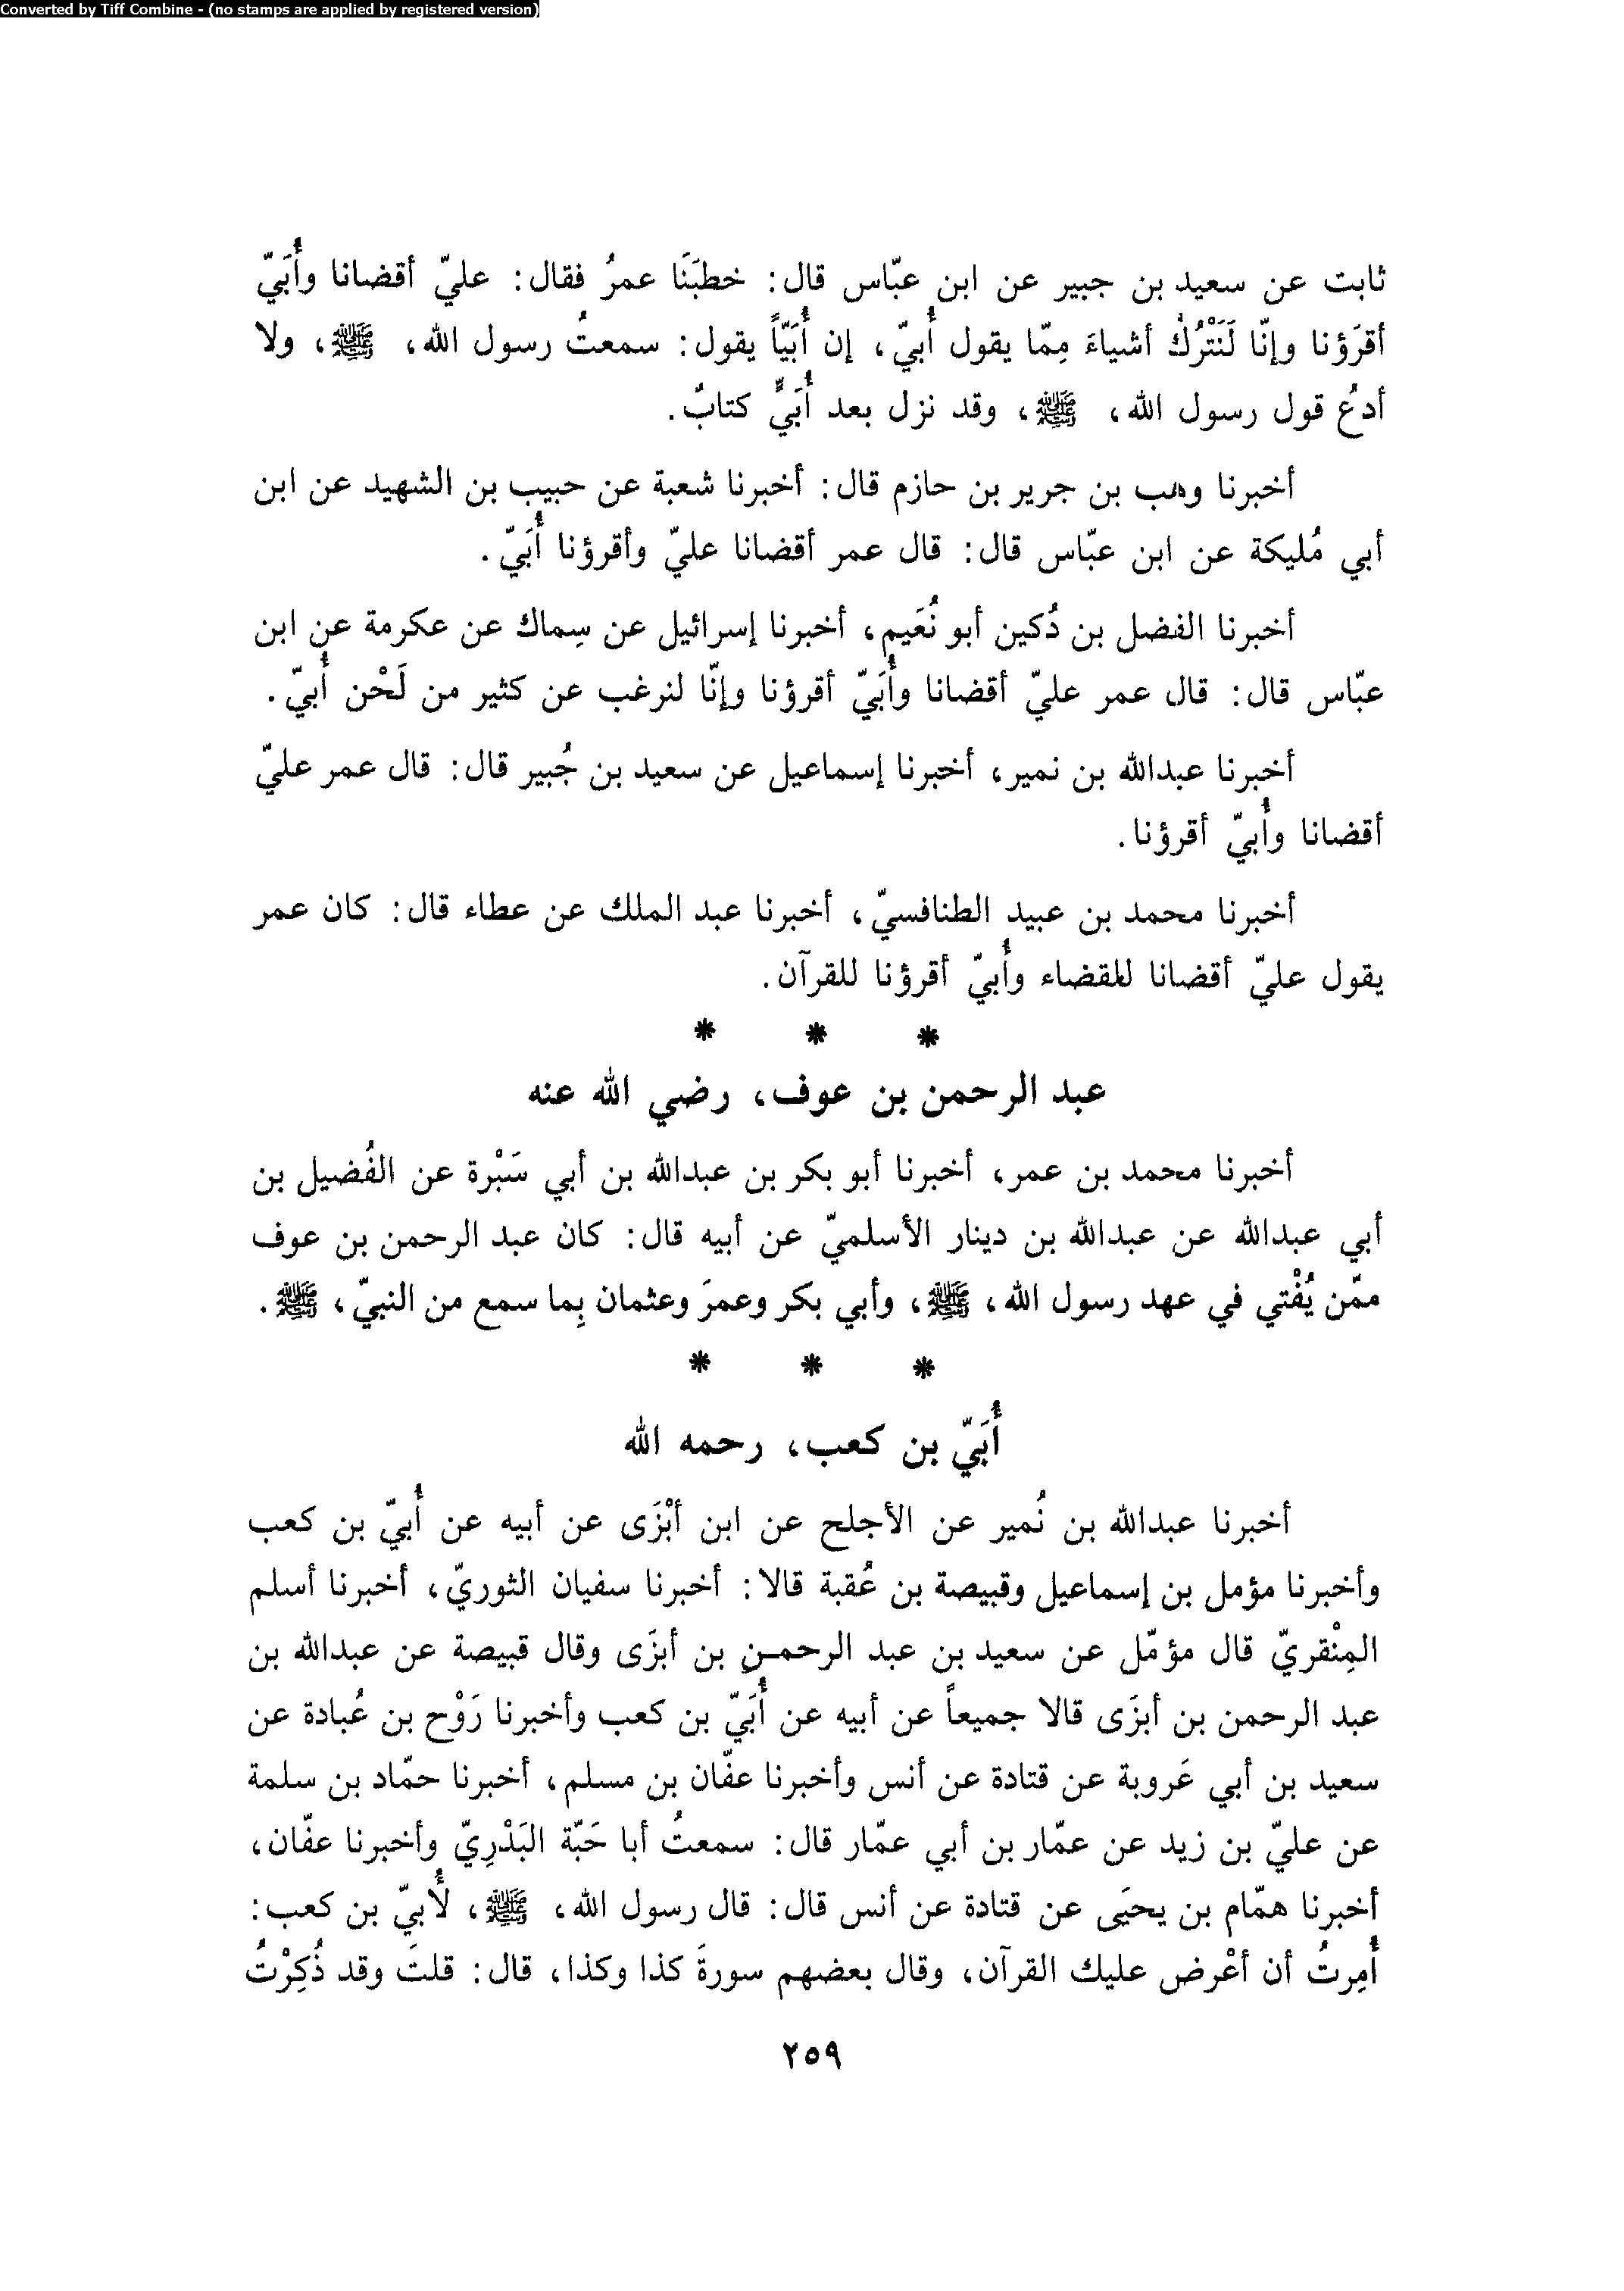 Converted by Tiff Combine - (no stamps are applied by registered version)
ثابت عن سعيد بن جبير عن ابن عبّاس قال: خطبَنَا عمرُ فقال: عليّ أقضانا وأُبَيّ
أقرَؤنا وإنّا لَنَتْرُكُ أشياءَ مِمّا يقول أُبيّ، إن أُبَيّاً يقول: سمعتُ رسول الله، ﷺ، ولا
أدعُ قول رسول الله، ﷺ، وقد نزل بعد أُبَيٍّ كتابٌ.
أخبرنا وهب بن جرير بن حازم قال: أخبرنا شعبة عن حبيب بن الشهيد عن ابن
أبي مُليكة عن ابن عبّاس قال: قال عمر أقضانا عليّ وأقرؤنا أُبَيّ.
أخبرنا الفضل بن دُكين أبو نُعَيم، أخبرنا إسرائيل عن سِماك عن عكرمة عن ابن
عبّاس قال: قال عمر عليّ أقضانا وأُبَيّ أقرؤنا وإنّا لنرغب عن كثير من لَحْن أُبيّ.
أخبرنا عبدالله بن نمير، أخبرنا إسماعيل عن سعيد بن جُبير قال: قال عمر عليّ
أقضانا وأُبيّ أقرؤنا.
أخبرنا محمد بن عبيد الطنافسيّ، أخبرنا عبد الملك عن عطاء قال: كان عمر
يقول عليّ أقضانا للقضاء وأُبيّ أقرؤنا للقرآن.
* * *
عبد الرحمن بن عوف، رضي الله عنه
أخبرنا محمد بن عمر، أخبرنا أبو بكر بن عبدالله بن أبي سَبْرة عن الفُضيل بن
أبي عبدالله عن عبدالله بن دينار الأسلميّ عن أبيه قال: كان عبد الرحمن بن عوف
ممّن يُفْتي في عهد رسول الله، ﷺ، وأبي بكر وعمرَ وعثمان بِما سمع من النبيّ، ﷺ.
* * *
أُبَيّ بن كعب، رحمه الله
أخبرنا عبدالله بن نُمير عن الأجلح عن ابن أبْزَى عن أبيه عن أُبيّ بن كعب
وأخبرنا مؤمل بن إسماعيل وقبيصة بن عُقبة قالا: أخبرنا سفيان الثوريّ، أخبرنا أسلم
المِنْقريّ قال مؤمّل عن سعيد بن عبد الرحمن بن أبزَى وقال قبيصة عن عبدالله بن
عبد الرحمن بن أبزَى قالا جميعاً عن أبيه عن أُبَيّ بن كعب وأخبرنا رَوْح بن عُبادة عن
سعيد بن أبي عَروبة عن قتادة عن أنس وأخبرنا عفّان بن مسلم، أخبرنا حمّاد بن سلمة
عن عليّ بن زيد عن عمّار بن أبي عمّار قال: سمعتُ أبا حَبّة البَدْرِيّ وأخبرنا عفّان،
أخبرنا همّام بن يحيَى عن قتادة عن أنس قال: قال رسول الله، ﷺ، لأُبيّ بن كعب:
أُمِرتُ أن أعْرض عليك القرآن، وقال بعضهم سورةَ كذا وكذا، قال: قلتَ وقد ذُكِرْتُ
٢٥٩